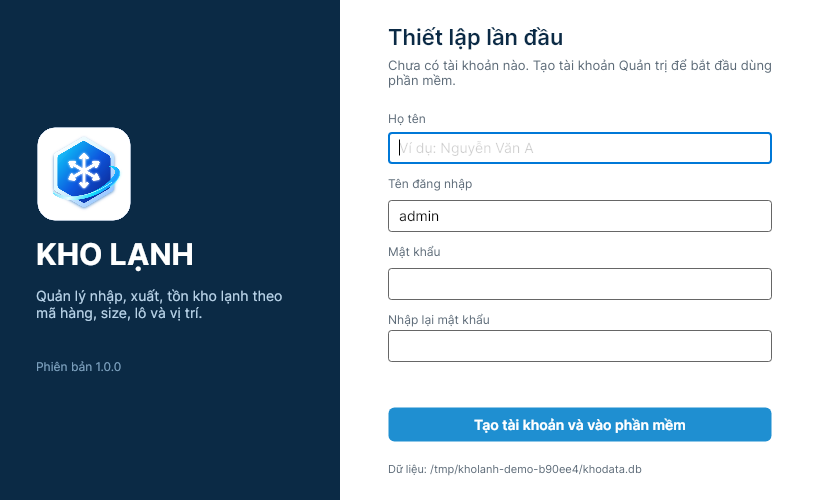 KHO LẠNH
Quản lý nhập, xuất, tồn kho lạnh theo
mã hàng, size, lô và vị trí.
Phiên bản 1.0.0
Thiết lập lần đầu
Chưa có tài khoản nào. Tạo tài khoản Quản trị để bắt đầu dùng
phần mềm.
Họ tên
Ví dụ: Nguyễn Văn A
Tên đăng nhập
admin
Mật khẩu
Nhập lại mật khẩu
Tạo tài khoản và vào phần mềm
Dữ liệu: /tmp/kholanh-demo-b90ee4/khodata.db